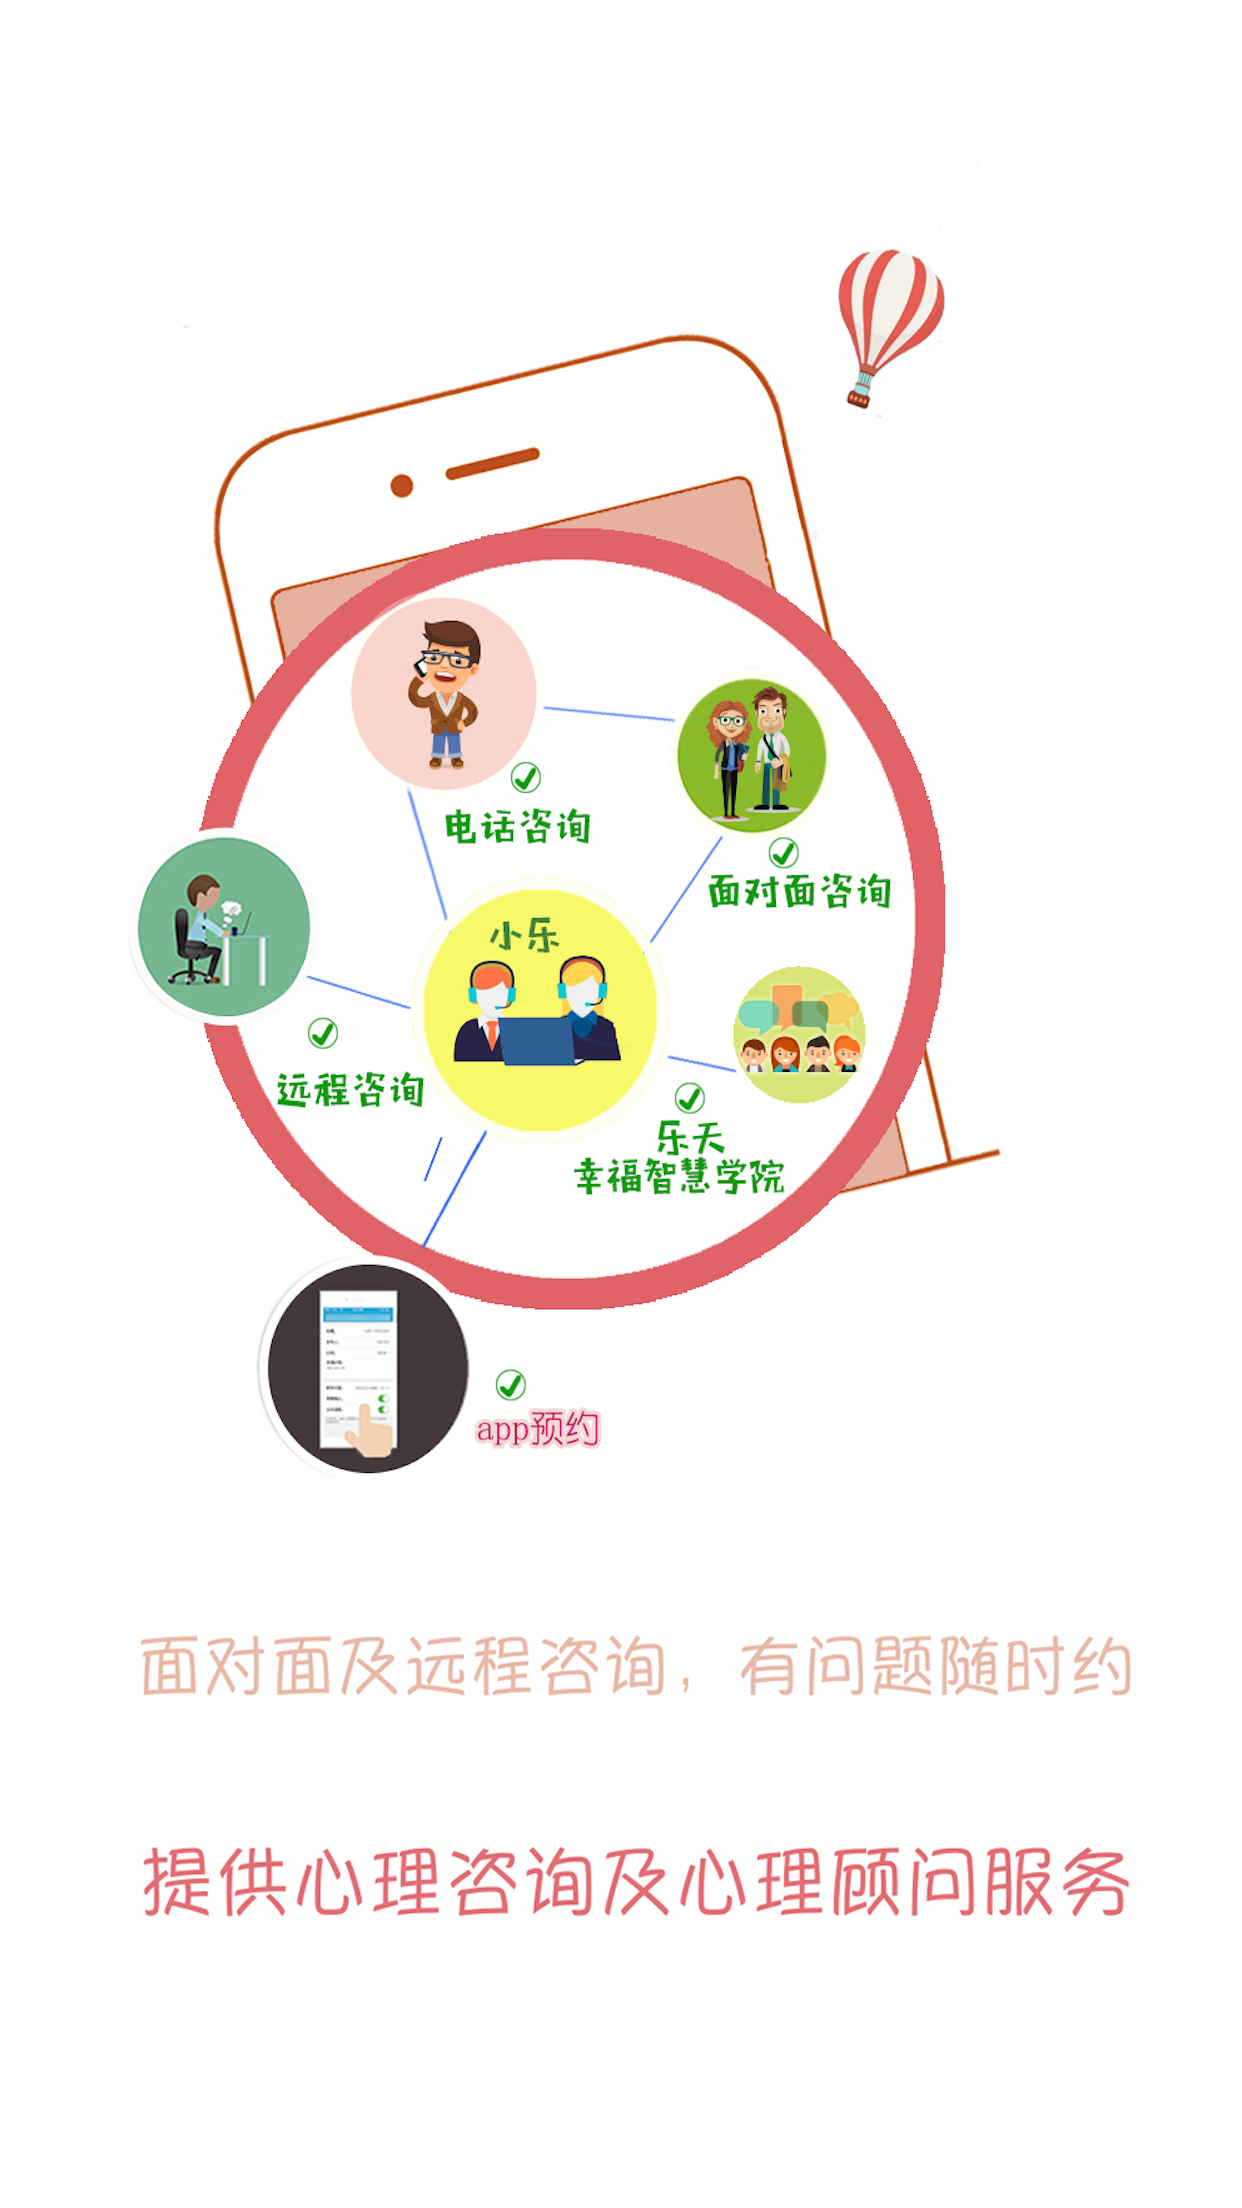 电话咨询
面对面咨询
小乐
远程咨询
乐天
幸福智慧学院
app预约
面对面及远程咨询，有问题随时约
提供心理咨询及心理顾问服务